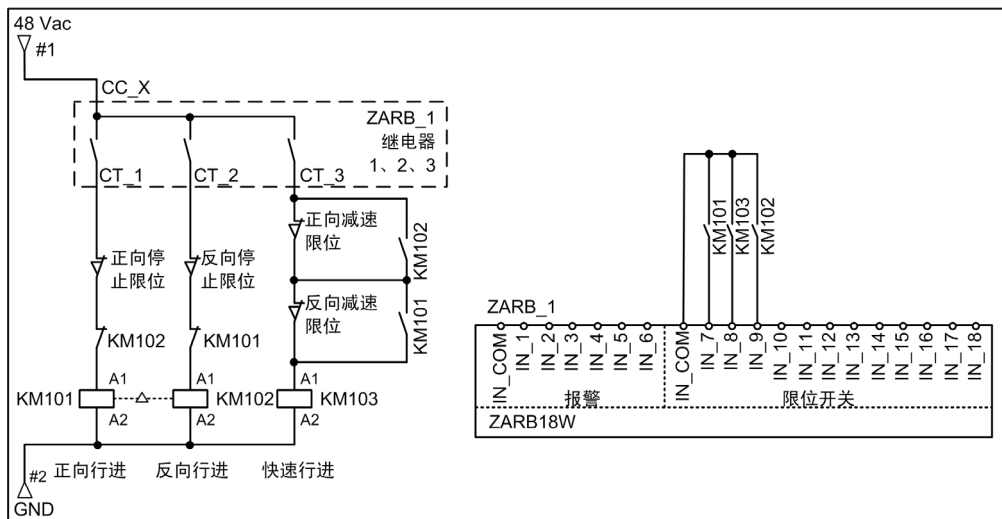 48 Vac
#1
CC_X
ZARB_1
继电器
1、2、3
CT_1
CT_2
CT_3
正向停
止限位
反向停
止限位
正向减速
限位
KM102
反向减速
限位
KM101
KM102
KM101
A1
A1
A1
KM101
KM102
KM103
A2
A2
A2
#2
正向行进
反向行进
快速行进
GND
KM101
KM103
KM102
ZARB_1
IN_COM
IN_1
IN_2
IN_3
IN_4
IN_5
IN_6
IN_COM
IN_7
IN_8
IN_9
IN_10
IN_11
IN_12
IN_13
IN_14
IN_15
IN_16
IN_17
IN_18
报警
限位开关
ZARB18W